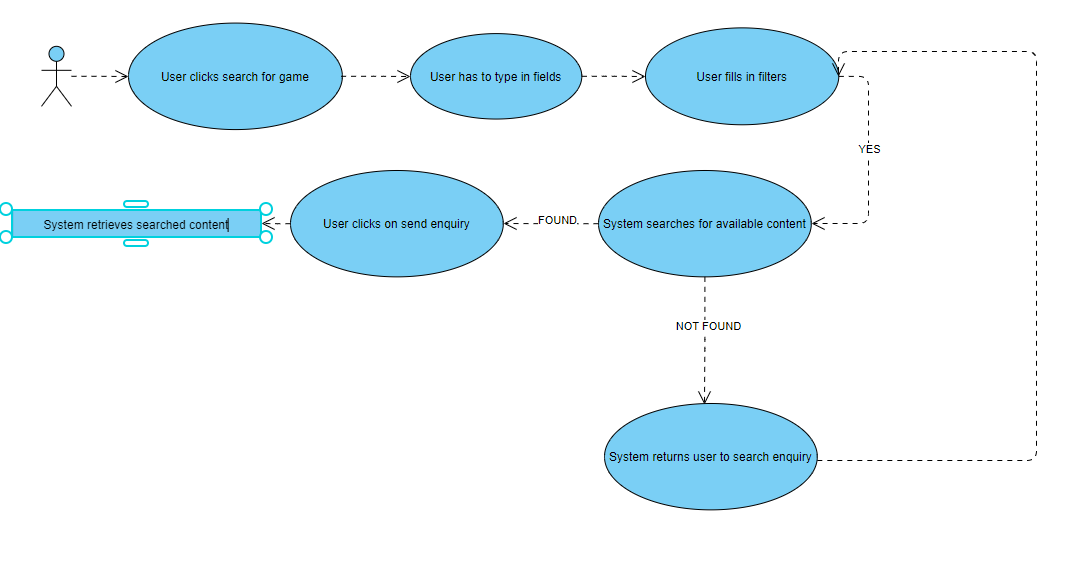 User clicks search for game
User has to type in fields
User fills in filters
YES
System retrieves searched content
User clicks on send enquiry
FOUND
System searches for available content
NOT FOUND
System returns user to search enquiry